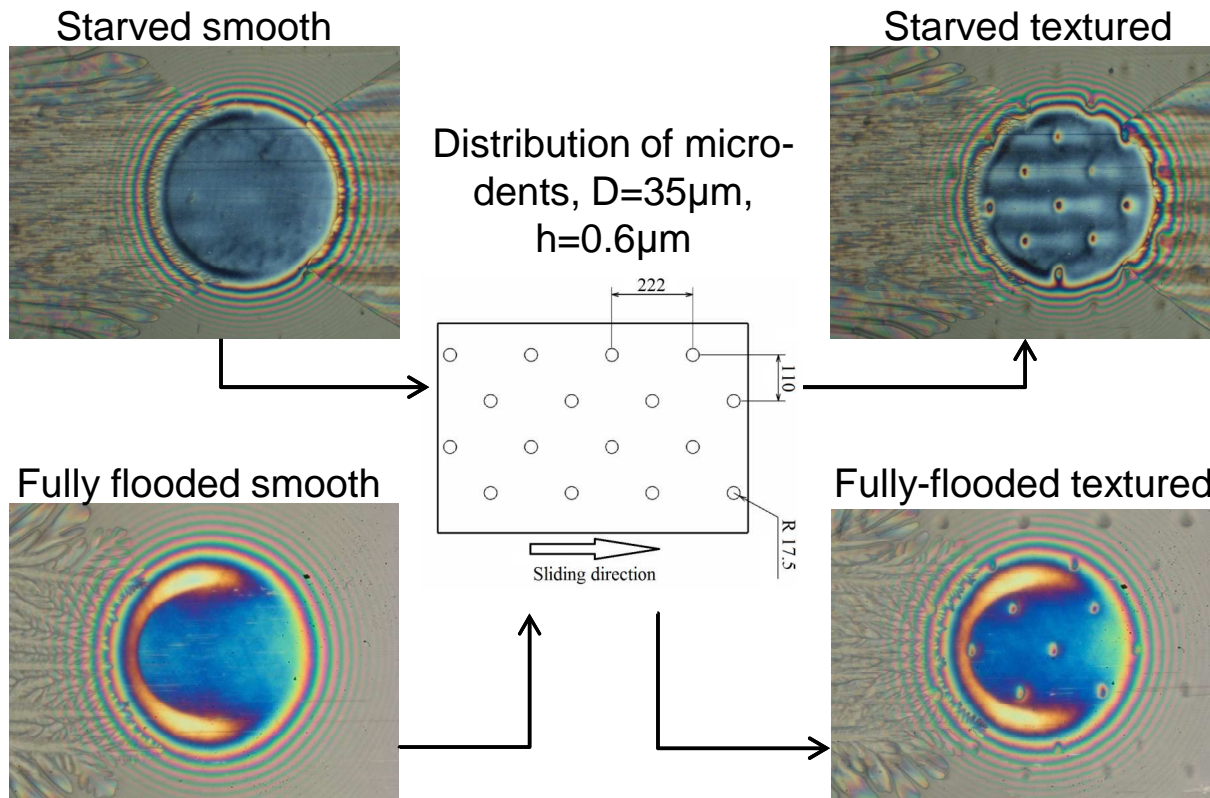 Starved smooth
Starved textured
Distribution of micro-
dents, D=35µm,
h=0.6µm
222
110
R 17.5
Sliding direction
Fully flooded smooth
Fully-flooded textured